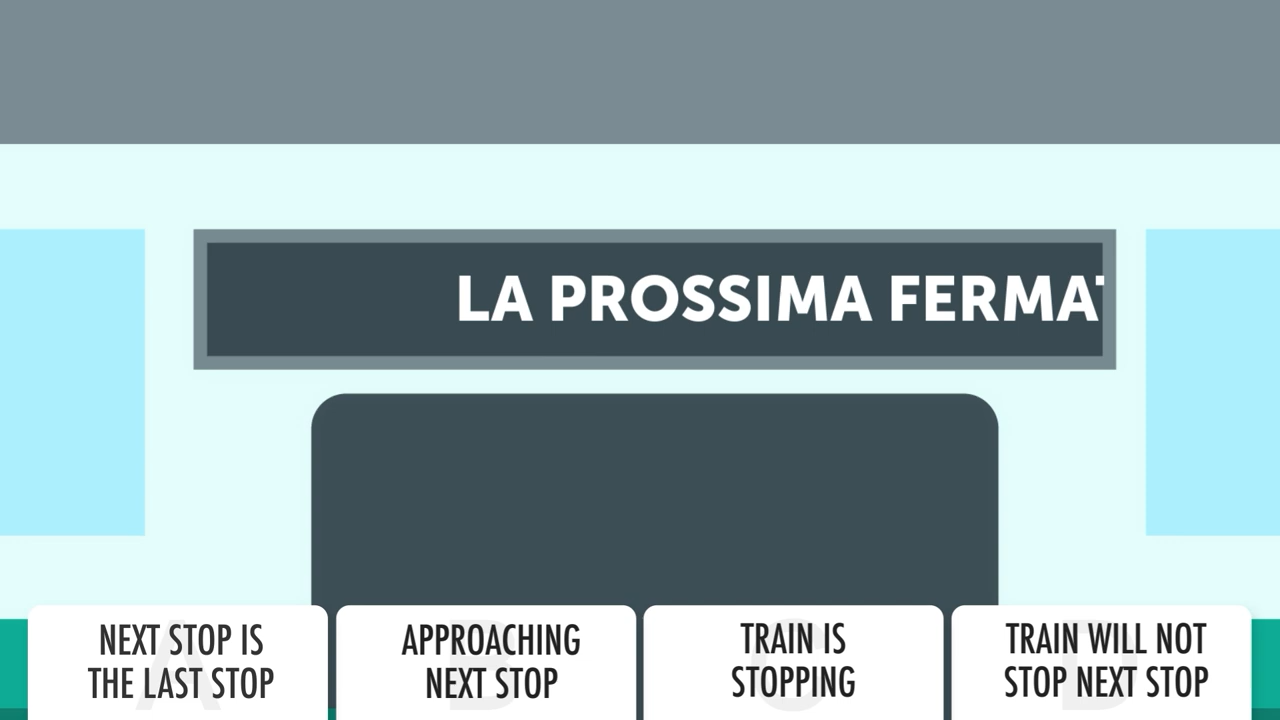 LA PROSSIMA FERMAT
NEXT STOP IS
THE LAST STOP
APPROACHING
NEXT STOP
TRAIN IS
STOPPING
TRAIN WILL NOT
STOP NEXT STOP
A
B
C
D